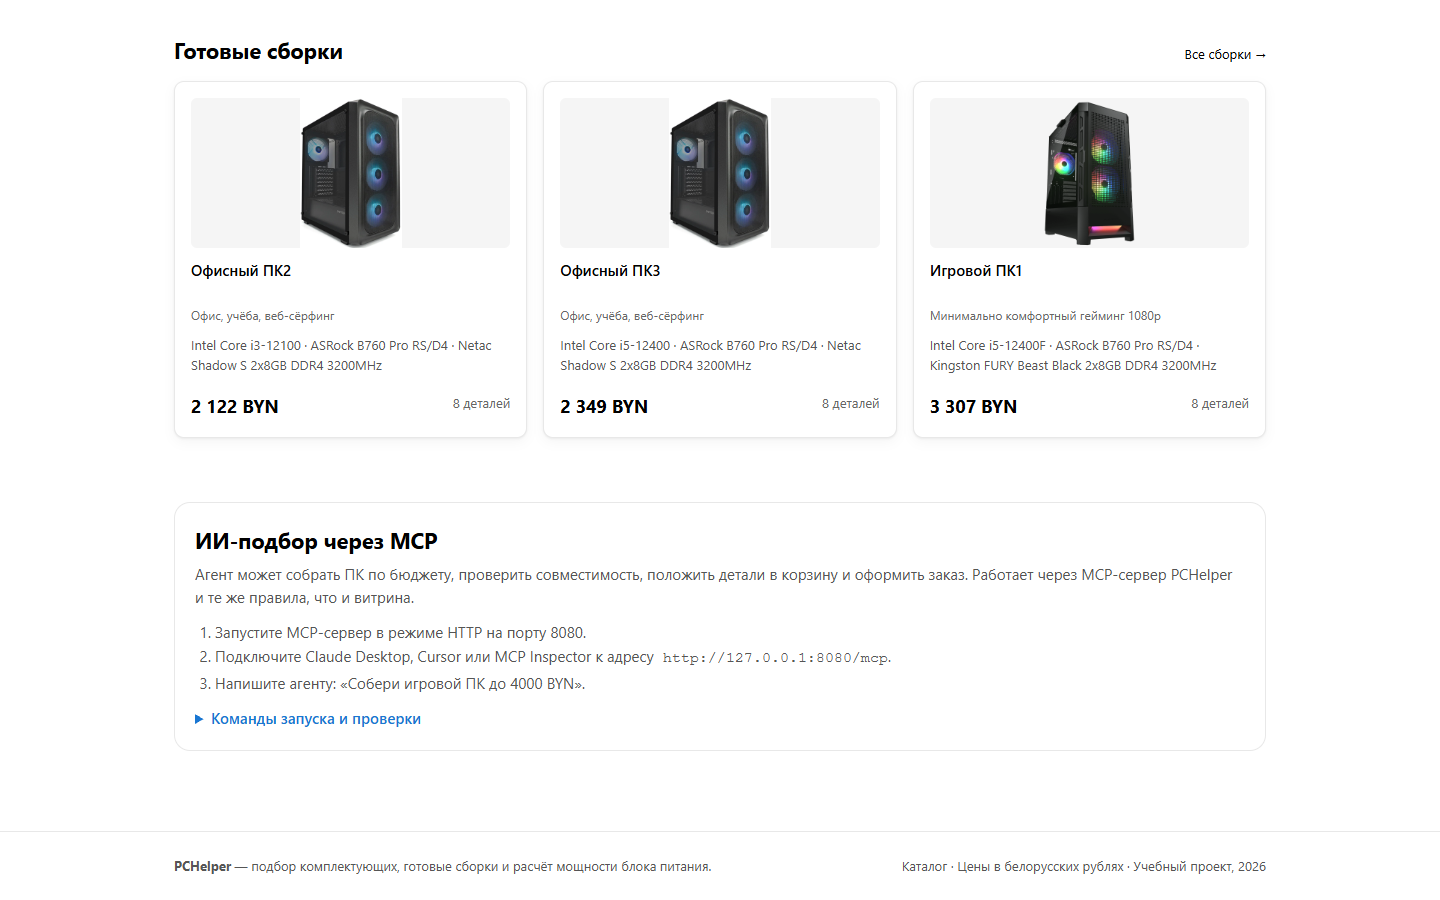 Готовые сборки
Все сборки →
Офисный ПК2
Офис, учёба, веб-сёрфинг
Intel Core i3-12100 · ASRock B760 Pro RS/D4 · Netac
Shadow S 2x8GB DDR4 3200MHz
2 122 BYN
8 деталей
Офисный ПК3
Офис, учёба, веб-сёрфинг
Intel Core i5-12400 · ASRock B760 Pro RS/D4 · Netac
Shadow S 2x8GB DDR4 3200MHz
2 349 BYN
8 деталей
Игровой ПК1
Минимально комфортный гейминг 1080p
Intel Core i5-12400F · ASRock B760 Pro RS/D4 ·
Kingston FURY Beast Black 2x8GB DDR4 3200MHz
3 307 BYN
8 деталей
ИИ-подбор через MCP
Агент может собрать ПК по бюджету, проверить совместимость, положить детали в корзину и оформить заказ. Работает через MCP-сервер PCHelper
и те же правила, что и витрина.
1. Запустите MCP-сервер в режиме HTTP на порту 8080.
2. Подключите Claude Desktop, Cursor или MCP Inspector к адресу http://127.0.0.1:8080/mcp.
3. Напишите агенту: «Собери игровой ПК до 4000 BYN».
▶ Команды запуска и проверки
PCHelper — подбор комплектующих, готовые сборки и расчёт мощности блока питания.
Каталог · Цены в белорусских рублях · Учебный проект, 2026